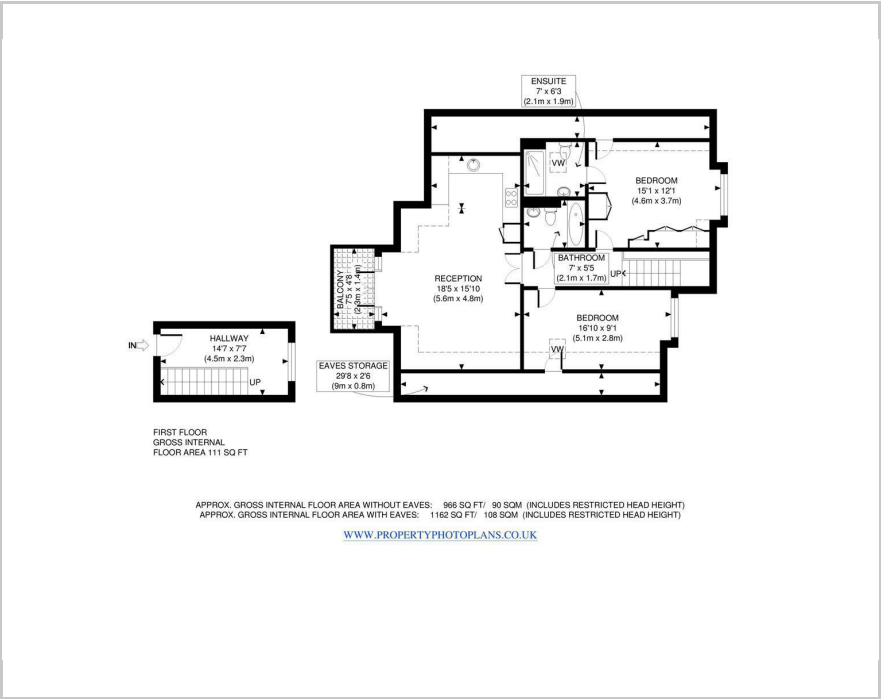 ENSUITE
7' x 6'3
(2.1m x 1.9m)
VW
BEDROOM
15'1 x 12'1
(4.6m x 3.7m)
BATHROOM
7' x 5'5
(2.1m x 1.7m)
UP
RECEPTION
18'5 x 15'10
(5.6m x 4.8m)
BALCONY
7'5 x 4'8
(2.3m x 1.4m)
BEDROOM
16'10 x 9'1
(5.1m x 2.8m)
VW
IN
HALLWAY
14'7 x 7'7
(4.5m x 2.3m)
UP
EAVES STORAGE
29'8 x 2'6
(9m x 0.8m)
FIRST FLOOR
GROSS INTERNAL
FLOOR AREA 111 SQ FT
APPROX. GROSS INTERNAL FLOOR AREA WITHOUT EAVES: 966 SQ FT/ 90 SQM (INCLUDES RESTRICTED HEAD HEIGHT)
APPROX. GROSS INTERNAL FLOOR AREA WITH EAVES: 1162 SQ FT/ 108 SQM (INCLUDES RESTRICTED HEAD HEIGHT)
WWW.PROPERTYPHOTOPLANS.CO.UK